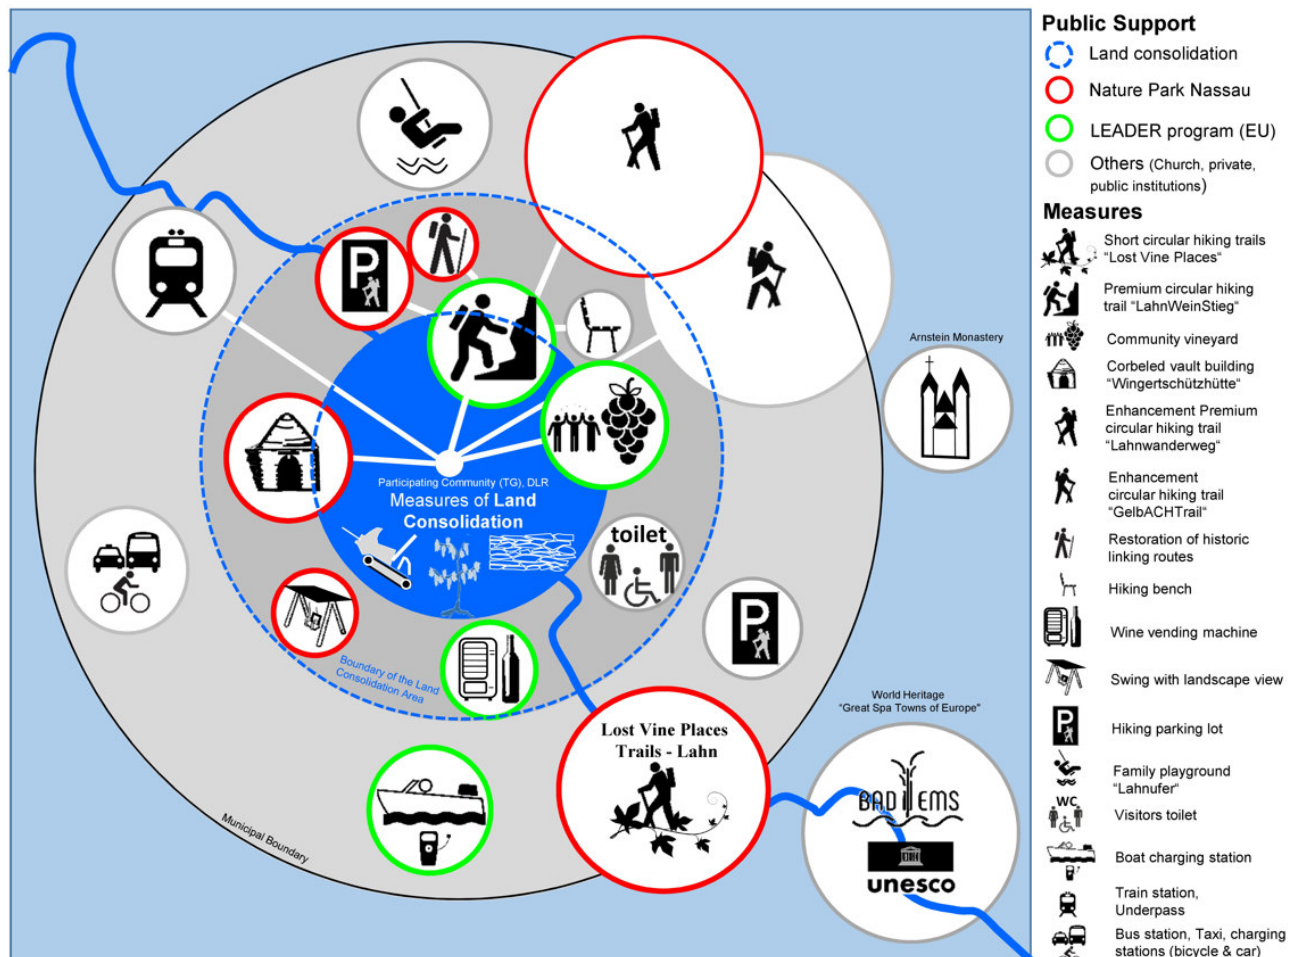 Public Support
Land consolidation
Nature Park Nassau
LEADER program (EU)
Others (Church, private,
public institutions)
Measures
Short circular hiking trails
“Lost Vine Places“
Premium circular hiking
trail “LahnWeinStieg“
Community vineyard
Corbeled vault building
“Wingertschützhütte“
Enhancement Premium
circular hiking trail
“Lahnwanderweg“
Enhancement
circular hiking trail
“GelbACHTrail“
Restoration of historic
linking routes
Hiking bench
Wine vending machine
Swing with landscape view
P
Hiking parking lot
Family playground
“Lahnufer“
WC
Visitors toilet
Boat charging station
Train station,
Underpass
Bus station, Taxi, charging
stations (bicycle & car)
P
Arnstein Monastery
Participating Community (TG), DLR
Measures of Land
Consolidation
toilet
P
Boundary of the Land
Consolidation Area
Municipal Boundary
Lost Vine Places
Trails - Lahn
World Heritage
“Great Spa Towns of Europe“
BAD EMS
unesco